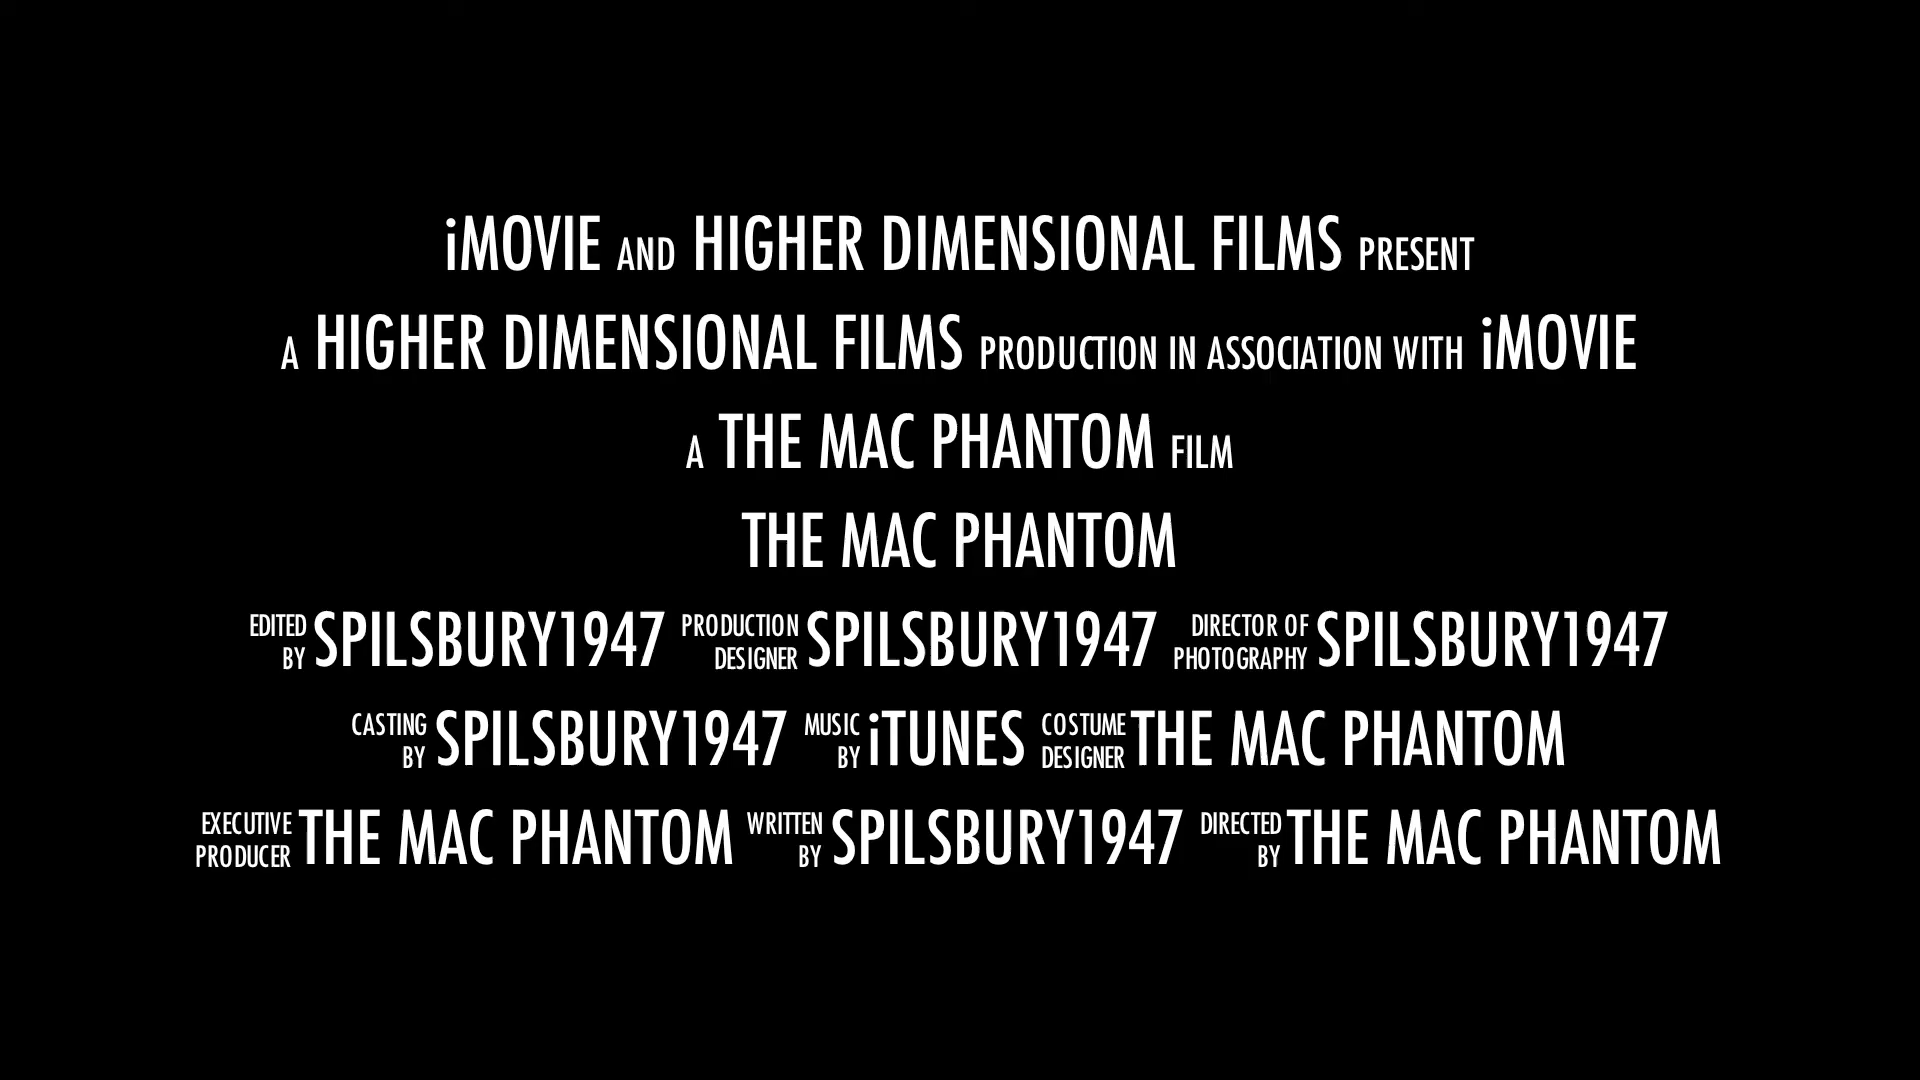 iMOVIE AND HIGHER DIMENSIONAL FILMS PRESENT
A HIGHER DIMENSIONAL FILMS PRODUCTION IN ASSOCIATION WITH iMOVIE
A THE MAC PHANTOM FILM
THE MAC PHANTOM
EDITED BY SPILSBURY1947 PRODUCTION DESIGNER SPILSBURY1947 DIRECTOR OF PHOTOGRAPHY SPILSBURY1947
CASTING BY SPILSBURY1947 MUSIC BY iTUNES COSTUME DESIGNER THE MAC PHANTOM
EXECUTIVE PRODUCER THE MAC PHANTOM WRITTEN BY SPILSBURY1947 DIRECTED BY THE MAC PHANTOM